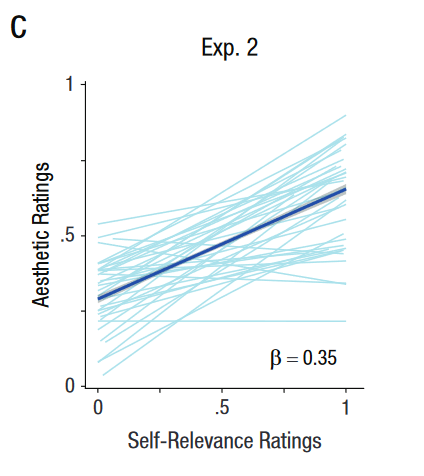 C
Exp. 2
1
Aesthetic Ratings
.5
β = 0.35
0
0
.5
1
Self-Relevance Ratings